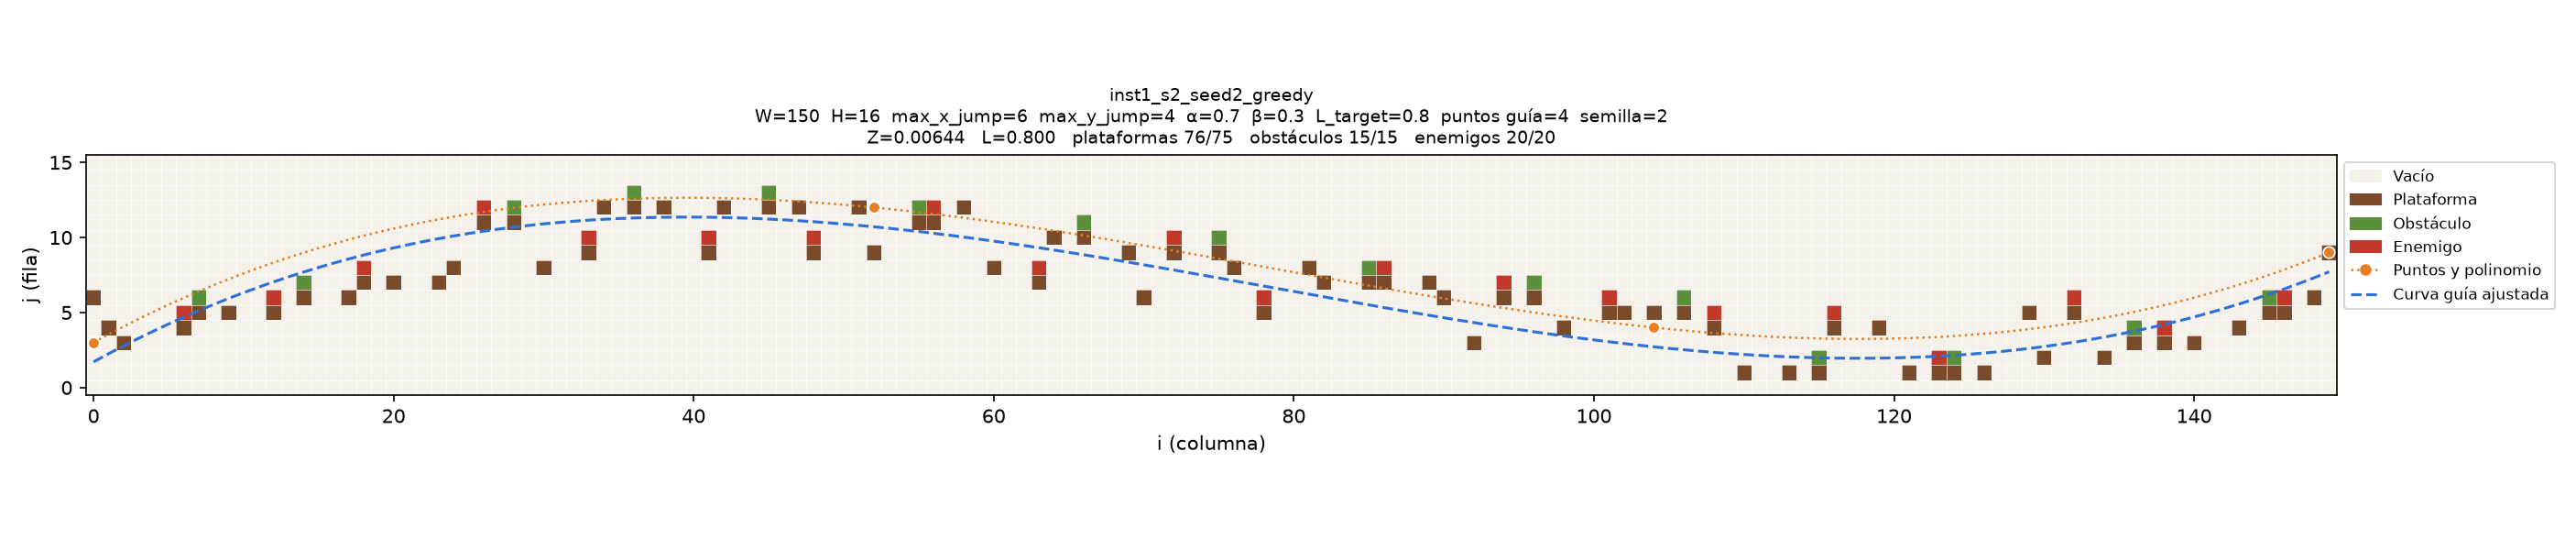 inst1_s2_seed2_greedy
W=150 H=16 max_x_jump=6 max_y_jump=4 α=0.7 β=0.3 L_target=0.8 puntos guía=4 semilla=2
Z=0.00644 L=0.800 plataformas 76/75 obstáculos 15/15 enemigos 20/20
15
10
5
0
j (fila)
0 20 40 60 80 100 120 140
i (columna)
Vacío
Plataforma
Obstáculo
Enemigo
Puntos y polinomio
Curva guía ajustada